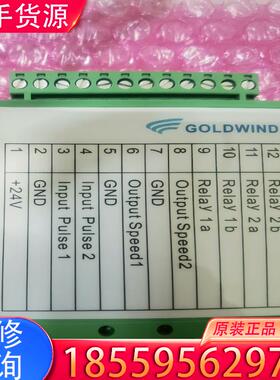 手货源
GOLDWIND
1 +24V
2 GND
3 Input Pulse 1
4 Input Pulse 2
5 GND
6 Output Speed1
7 GND
8 Output Speed2
9 Relay 1a
10 Relay 1b
11 Relay 2a
12 Relay 2b
修
询
原装正品
18559562976